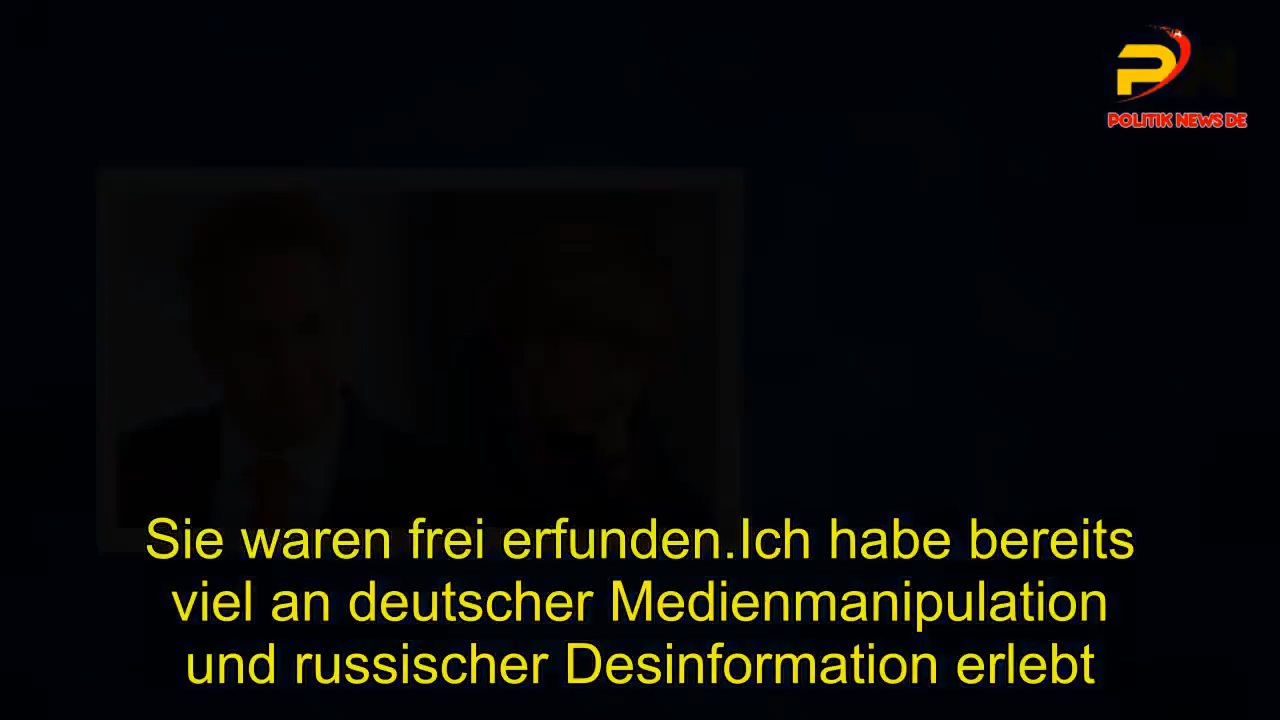 POLITIK NEWS DE
Sie waren frei erfunden.Ich habe bereits
viel an deutscher Medienmanipulation
und russischer Desinformation erlebt